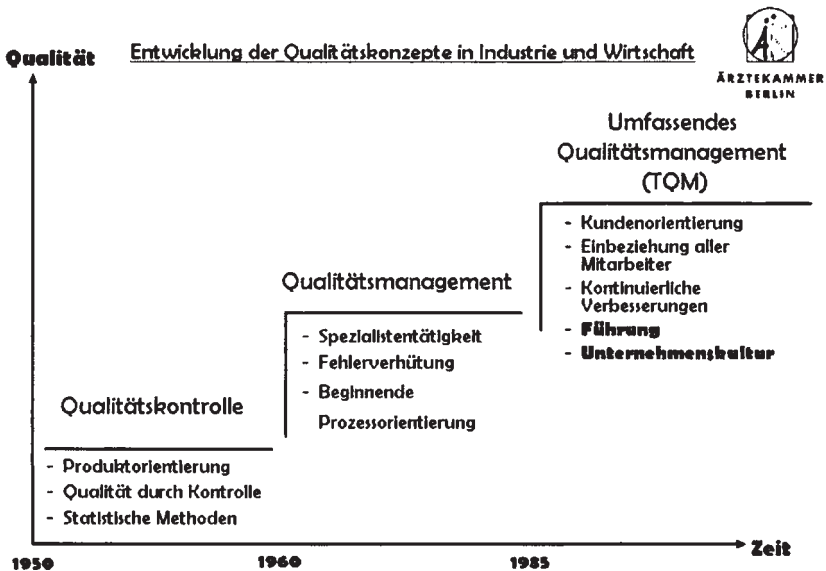 Qualität
Entwicklung der Qualitätskonzepte in Industrie und Wirtschaft
ÄRZTEKAMMER
BERLIN
Umfassendes
Qualitätsmanagement
(TQM)
- Kundenorientierung
- Einbeziehung aller
Mitarbeiter
- Kontinuierliche
Verbesserungen
- Führung
- Unternehmenskultur
Qualitätsmanagement
- Spezialistentätigkeit
- Fehlerverhütung
- Beginnende
Prozessorientierung
Qualitätskontrolle
- Produktorientierung
- Qualität durch Kontrolle
- Statistische Methoden
Zeit
1950
1960
1985